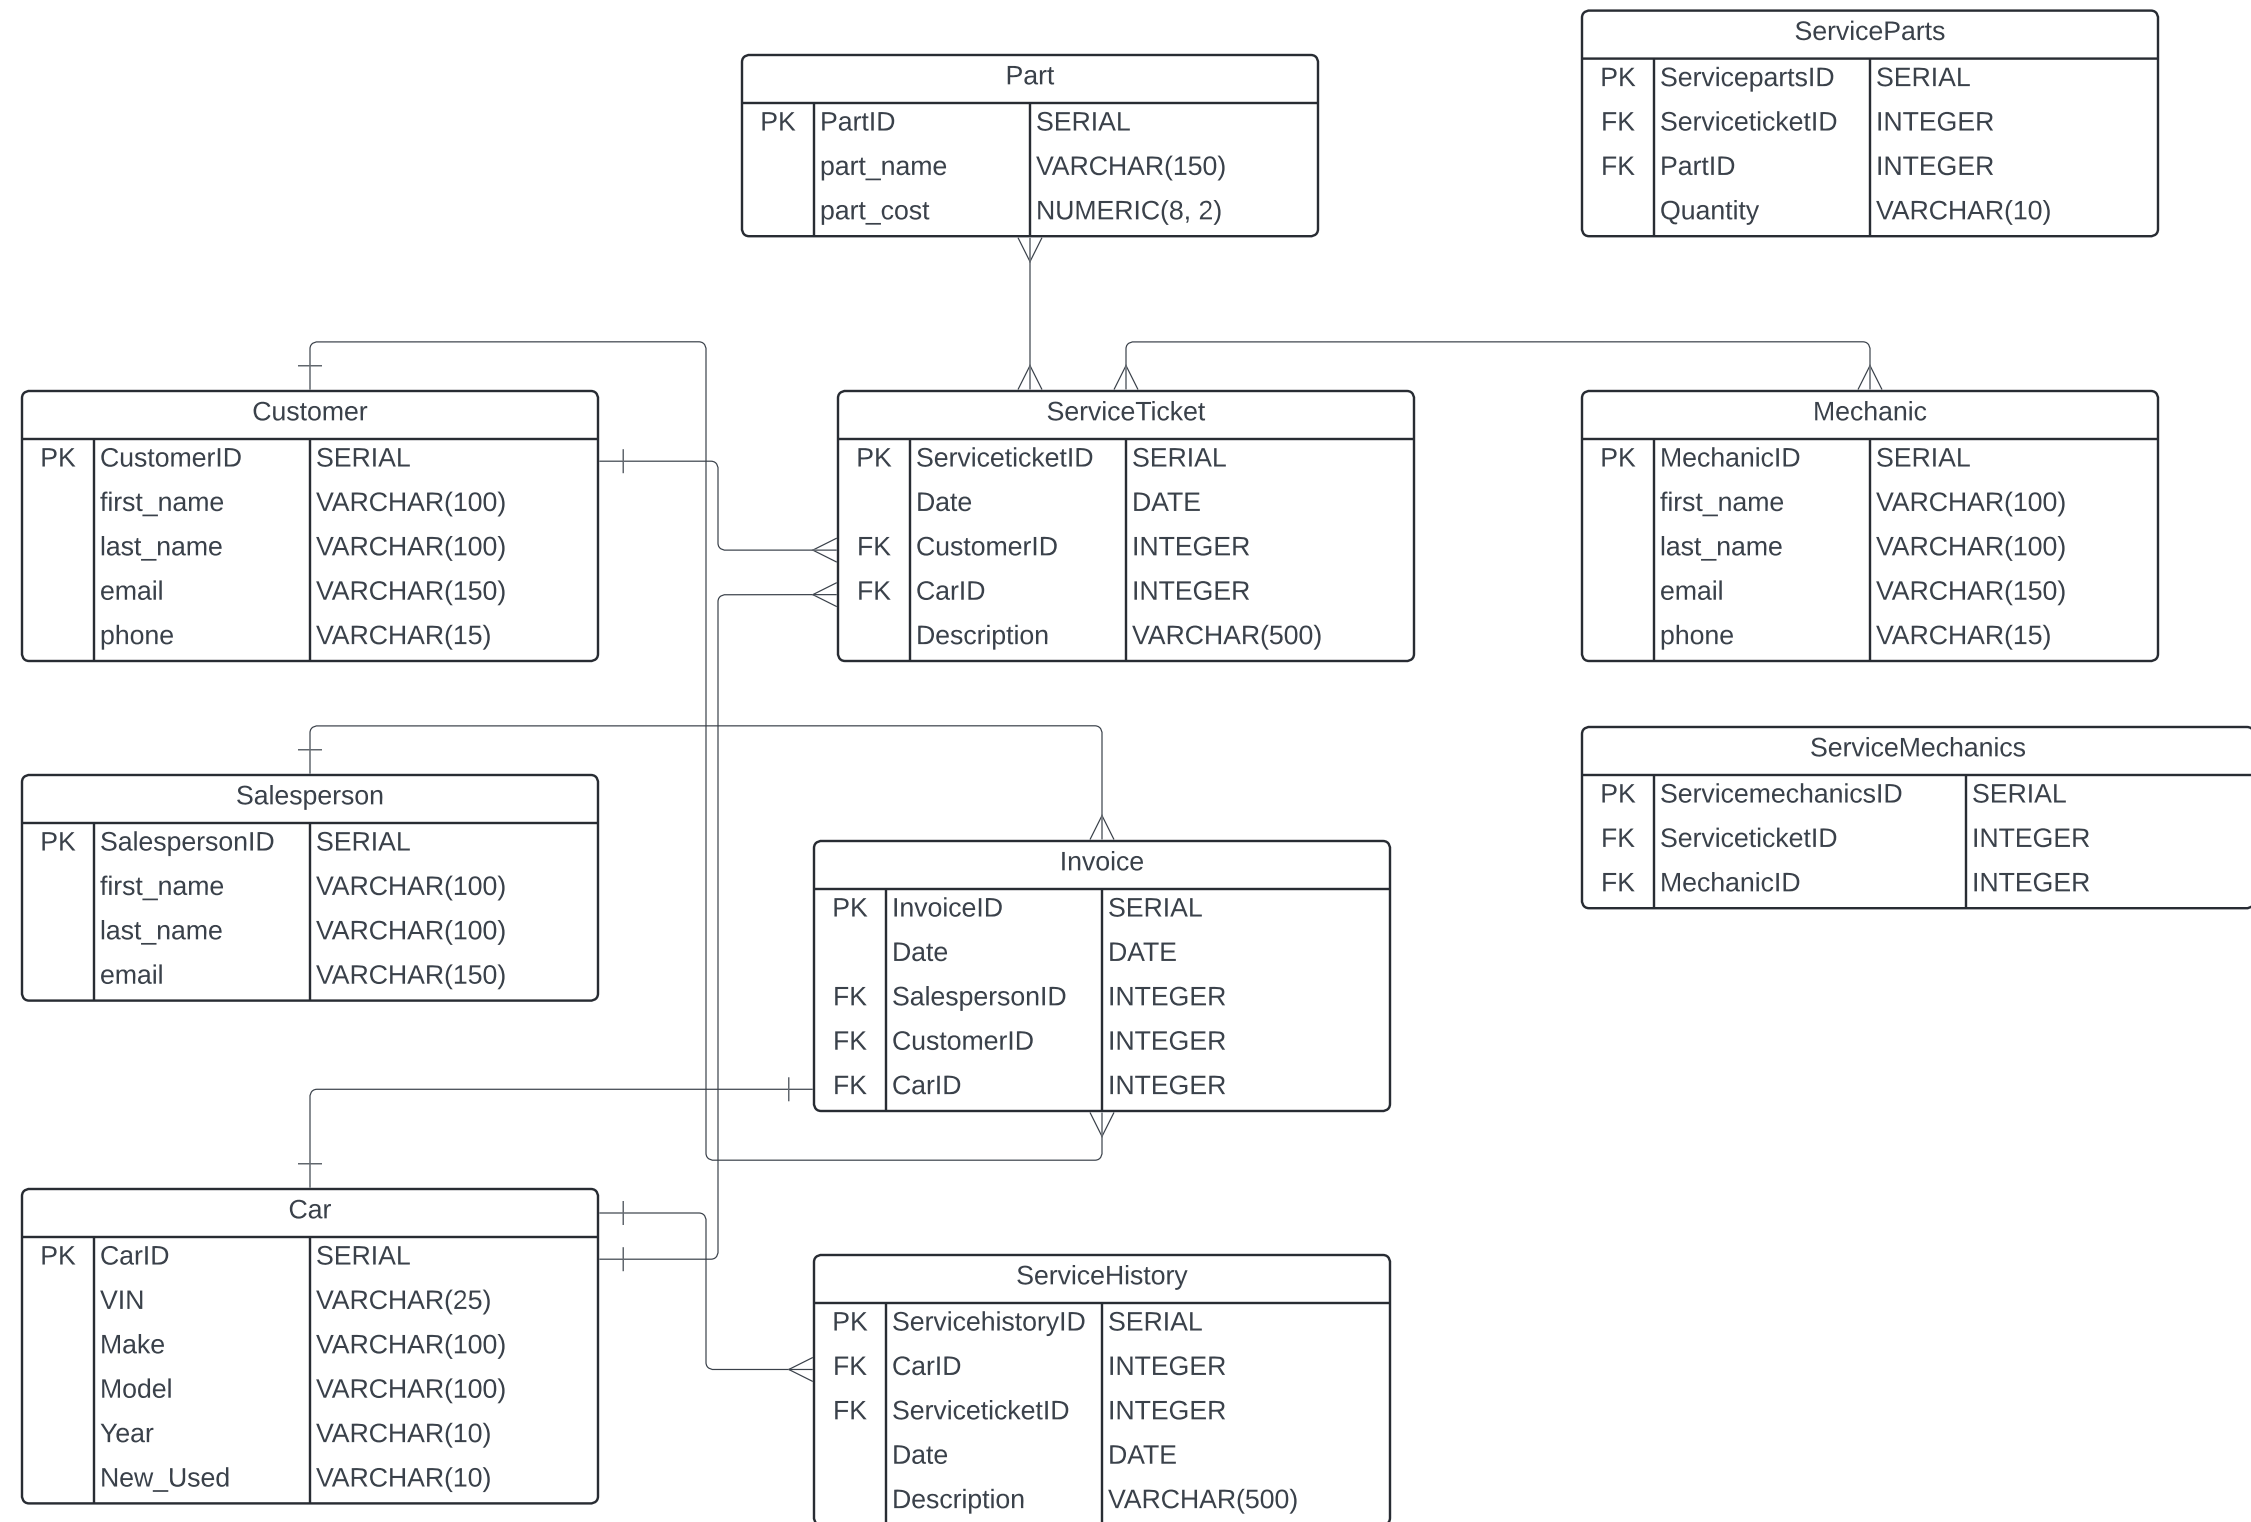 Part
PK PartID SERIAL
part_name VARCHAR(150)
part_cost NUMERIC(8, 2)
ServiceParts
PK ServicepartsID SERIAL
FK ServiceticketID INTEGER
FK PartID INTEGER
Quantity VARCHAR(10)
Customer
PK CustomerID SERIAL
first_name VARCHAR(100)
last_name VARCHAR(100)
email VARCHAR(150)
phone VARCHAR(15)
ServiceTicket
PK ServiceticketID SERIAL
Date DATE
FK CustomerID INTEGER
FK CarID INTEGER
Description VARCHAR(500)
Mechanic
PK MechanicID SERIAL
first_name VARCHAR(100)
last_name VARCHAR(100)
email VARCHAR(150)
phone VARCHAR(15)
Salesperson
PK SalespersonID SERIAL
first_name VARCHAR(100)
last_name VARCHAR(100)
email VARCHAR(150)
Invoice
PK InvoiceID SERIAL
Date DATE
FK SalespersonID INTEGER
FK CustomerID INTEGER
FK CarID INTEGER
ServiceMechanics
PK ServicemechanicsID SERIAL
FK ServiceticketID INTEGER
FK MechanicID INTEGER
Car
PK CarID SERIAL
VIN VARCHAR(25)
Make VARCHAR(100)
Model VARCHAR(100)
Year VARCHAR(10)
New_Used VARCHAR(10)
ServiceHistory
PK ServicehistoryID SERIAL
FK CarID INTEGER
FK ServiceticketID INTEGER
Date DATE
Description VARCHAR(500)